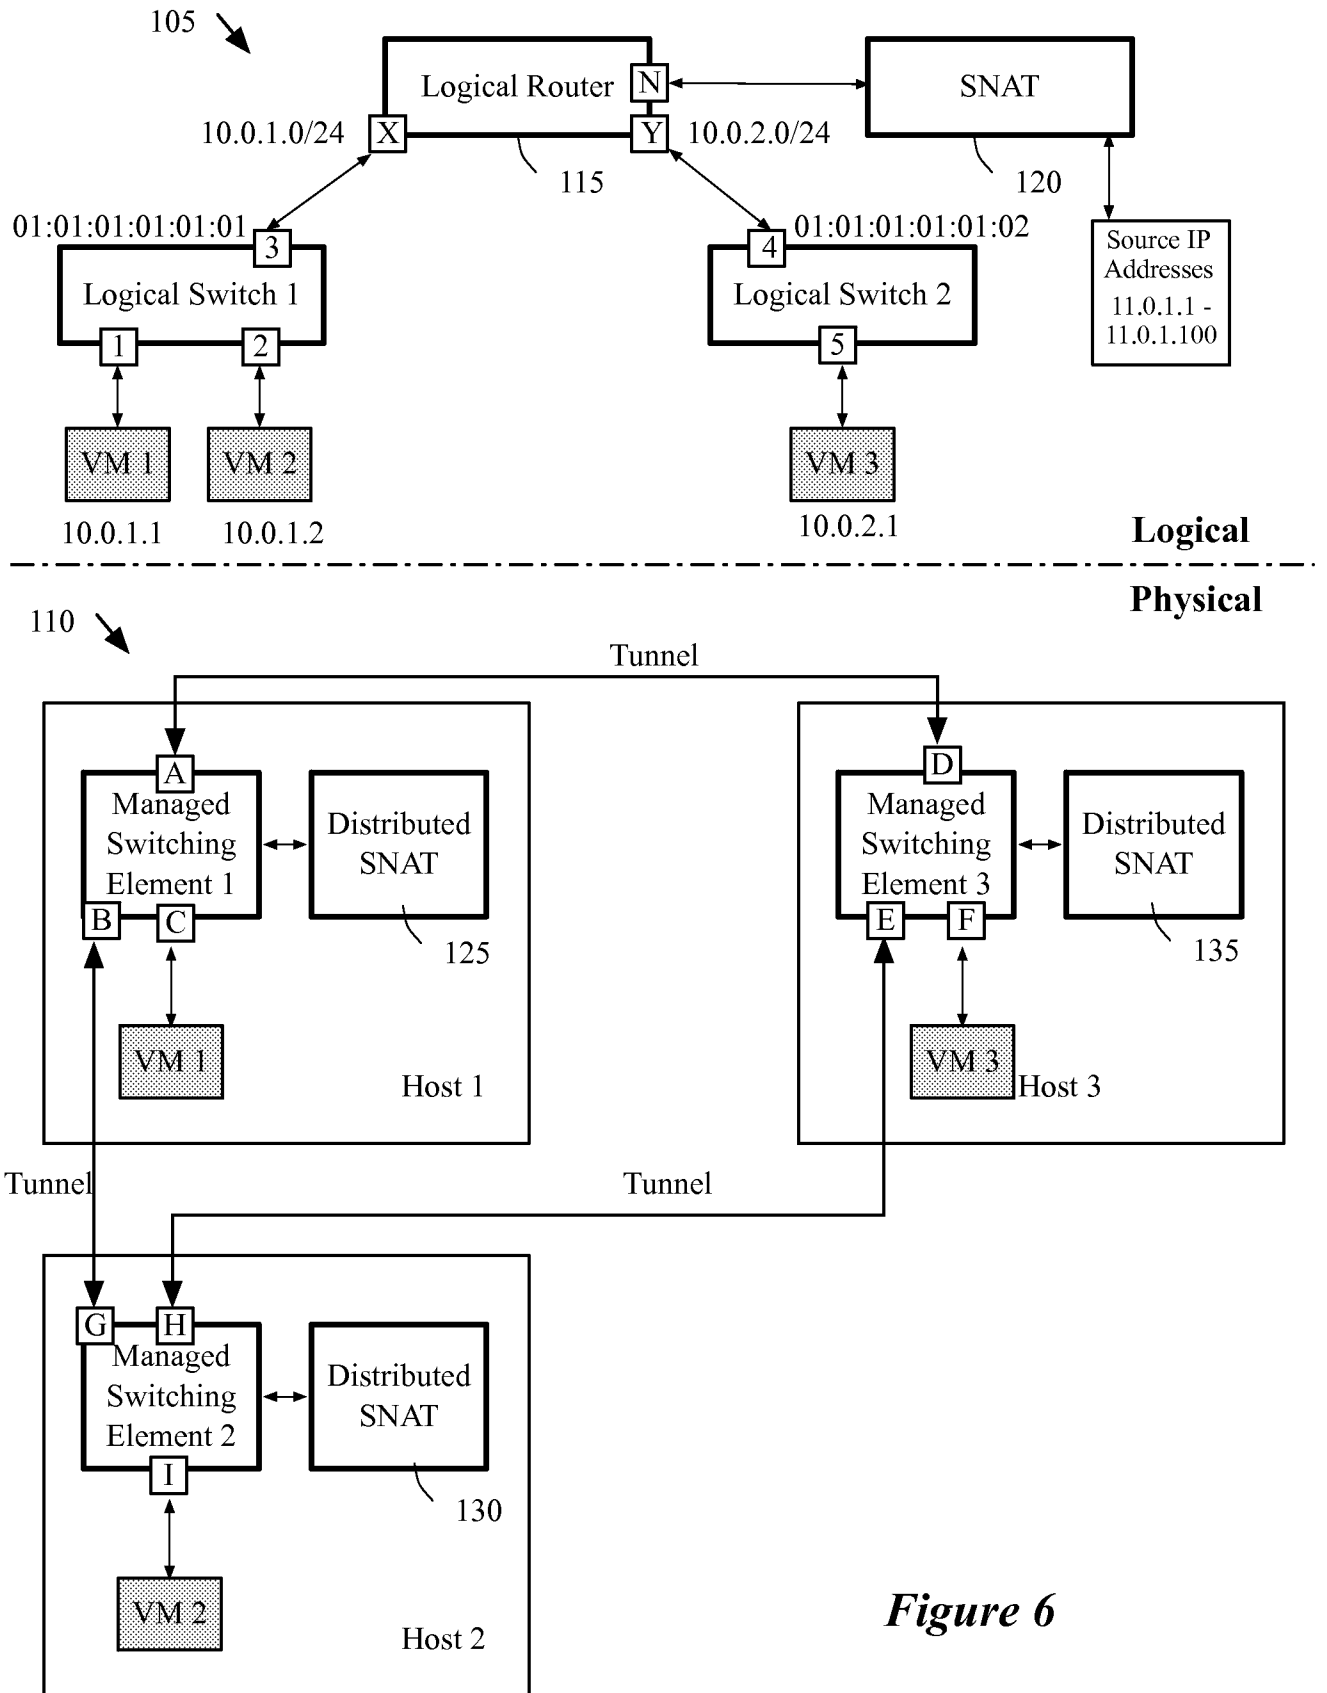 105
Logical Router
N
SNAT
10.0.1.0/24
X
Y
10.0.2.0/24
115
120
01:01:01:01:01:01
3
4
01:01:01:01:01:02
Source IP
Addresses
11.0.1.1 -
11.0.1.100
Logical Switch 1
Logical Switch 2
1
2
5
VM 1
VM 2
VM 3
10.0.1.1
10.0.1.2
10.0.2.1
Logical
Physical
110
Tunnel
A
Managed
Switching
Element 1
B
C
Distributed
SNAT
125
VM 1
Host 1
D
Managed
Switching
Element 3
E
F
Distributed
SNAT
135
VM 3
Host 3
Tunnel
Tunnel
G
H
Managed
Switching
Element 2
I
Distributed
SNAT
130
VM 2
Host 2
Figure 6